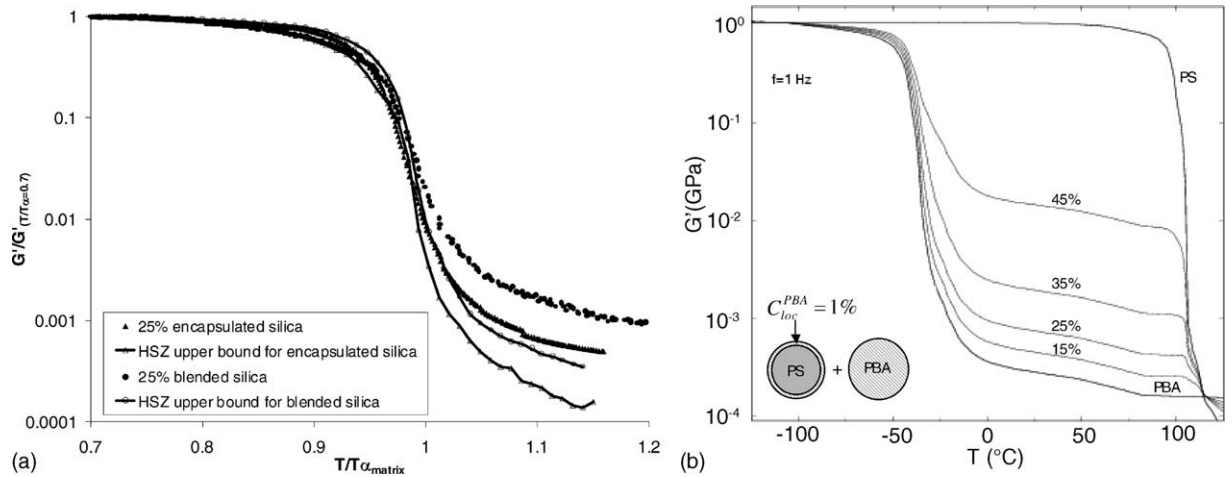 1
0.1
0.01
0.001
0.0001
G'/G'(T/Tα=0.7)
0.7
0.8
0.9
1
1.1
1.2
T/Tαmatrix
25% encapsulated silica
HSZ upper bound for encapsulated silica
25% blended silica
HSZ upper bound for blended silica
(a)
10⁰
10⁻¹
10⁻²
10⁻³
10⁻⁴
G'(GPa)
f=1 Hz
PS
45%
35%
25%
15%
PBA
C_loc^PBA = 1%
PS + PBA
-100
-50
0
50
100
T (°C)
(b)